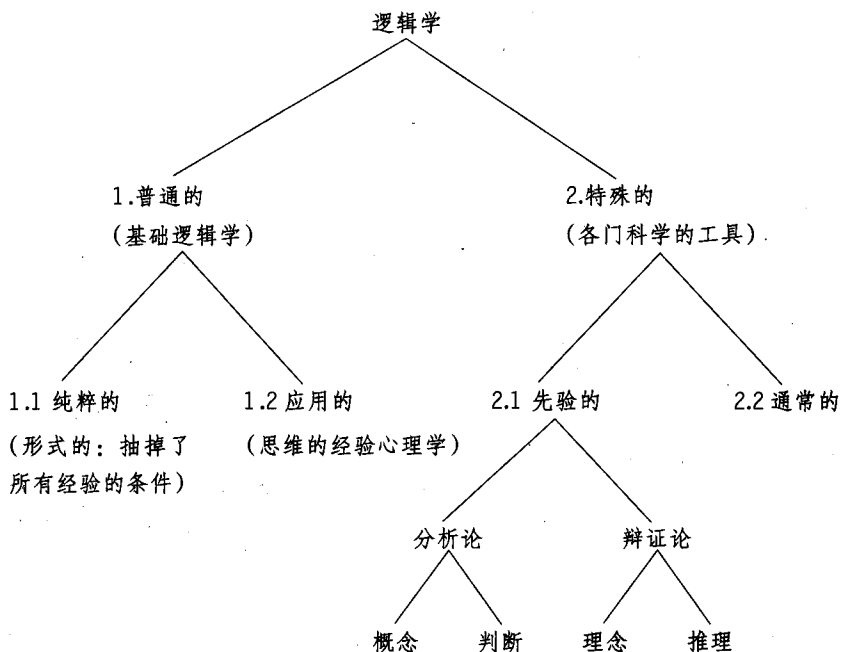 逻辑学
1.普通的
(基础逻辑学)
2.特殊的
(各门科学的工具)
1.1 纯粹的
(形式的：抽掉了
所有经验的条件)
1.2 应用的
(思维的经验心理学)
2.1 先验的
2.2 通常的
分析论
辩证论
概念
判断
理念
推理